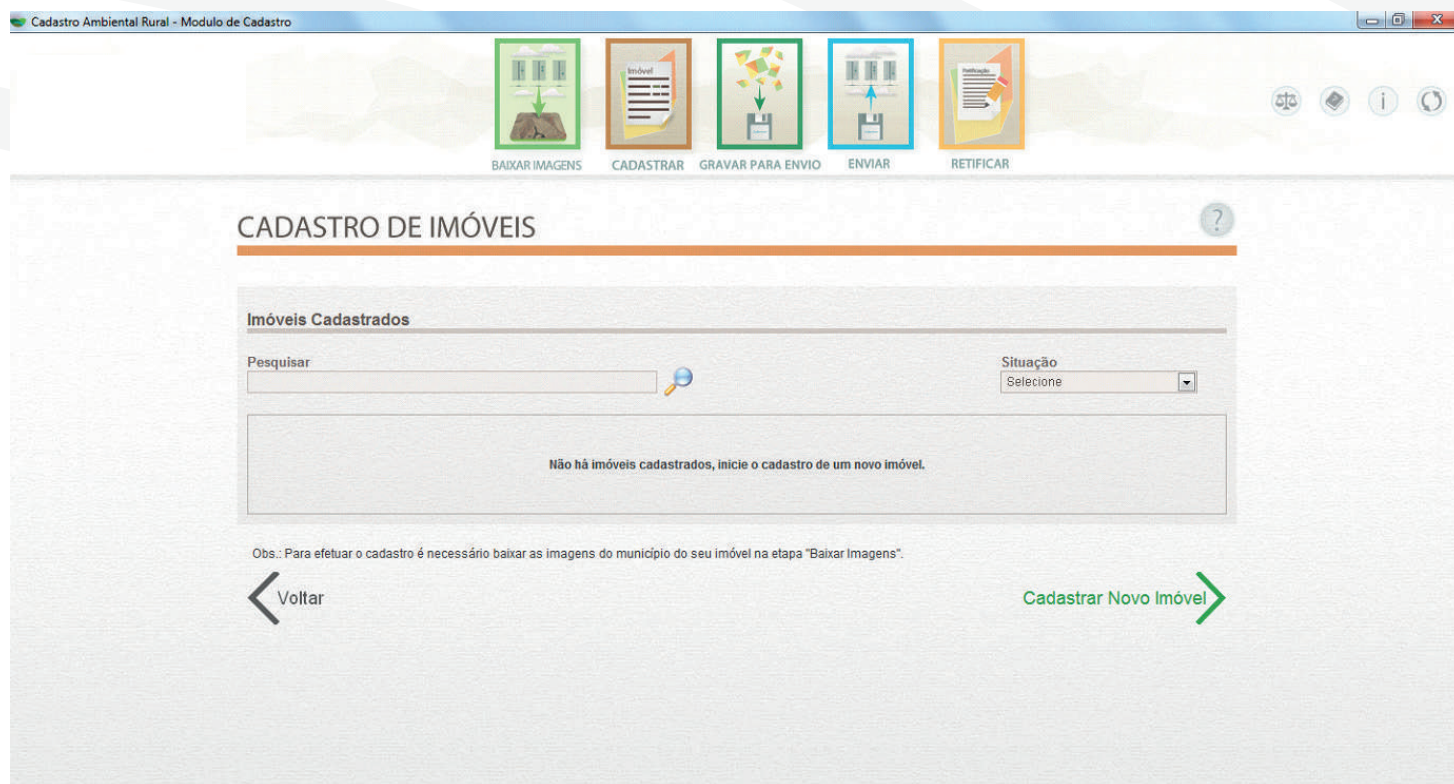 Cadastro Ambiental Rural - Modulo de Cadastro
Imóvel
Retificação
BAIXAR IMAGENS CADASTRAR GRAVAR PARA ENVIO ENVIAR RETIFICAR
CADASTRO DE IMÓVEIS
?
Imóveis Cadastrados
Pesquisar Situação
Selecione
Não há imóveis cadastrados, inicie o cadastro de um novo imóvel.
Obs.: Para efetuar o cadastro é necessário baixar as imagens do município do seu imóvel na etapa "Baixar Imagens".
Voltar Cadastrar Novo Imóvel